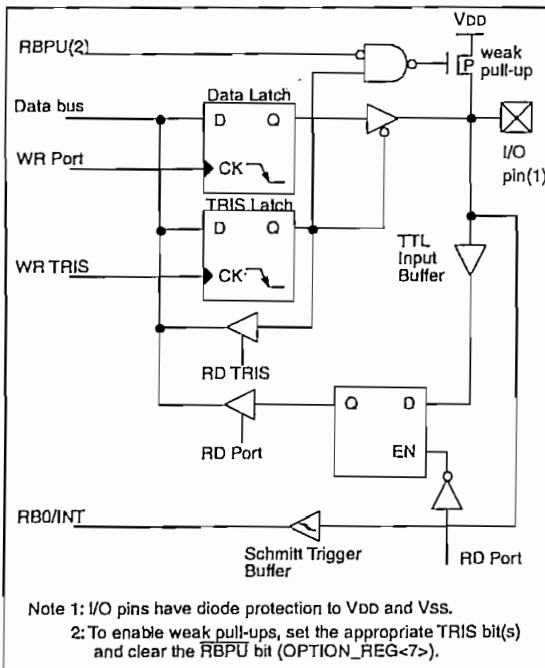 VDD
RBPU(2)
P
weak
pull-up
Data bus
Data Latch
D Q
I/O
pin(1)
WR Port
CK
TRIS Latch
D Q
TTL
Input
Buffer
WR TRIS
CK
RD TRIS
Q D
EN
RD Port
RB0/INT
Schmitt Trigger
Buffer
RD Port
Note 1: I/O pins have diode protection to VDD and VSS.
2: To enable weak pull-ups, set the appropriate TRIS bit(s)
and clear the R̅B̅P̅U̅ bit (OPTION_REG<7>).